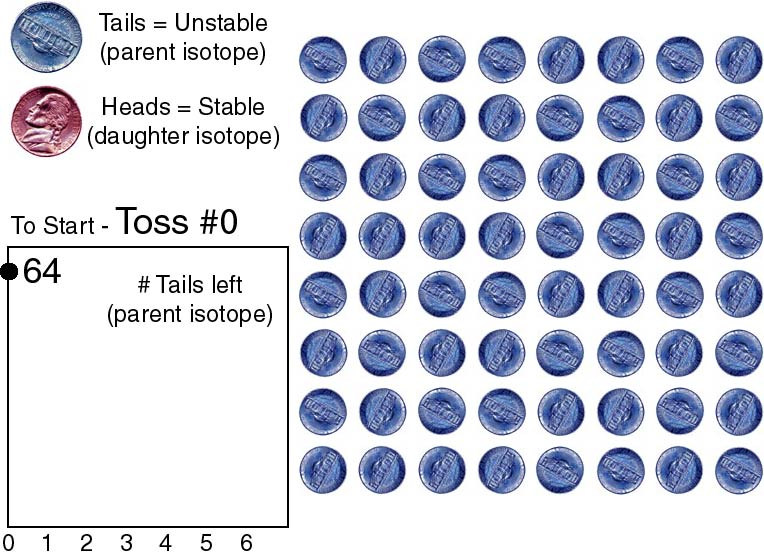 Tails = Unstable
(parent isotope)
Heads = Stable
(daughter isotope)
To Start - Toss #0
64
# Tails left
(parent isotope)
0 1 2 3 4 5 6